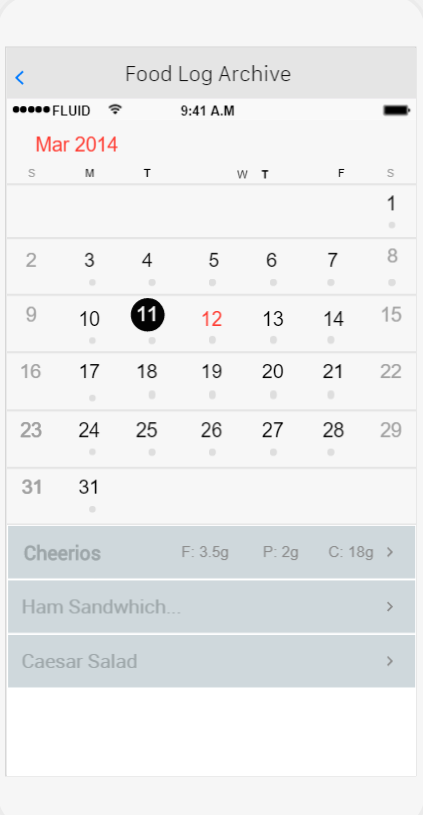 Food Log Archive
FLUID 9:41 A.M
Mar 2014
S M T W T F S
1
2 3 4 5 6 7 8
9 10 11 12 13 14 15
16 17 18 19 20 21 22
23 24 25 26 27 28 29
31 31
Cheerios F: 3.5g P: 2g C: 18g
Ham Sandwhich...
Caesar Salad